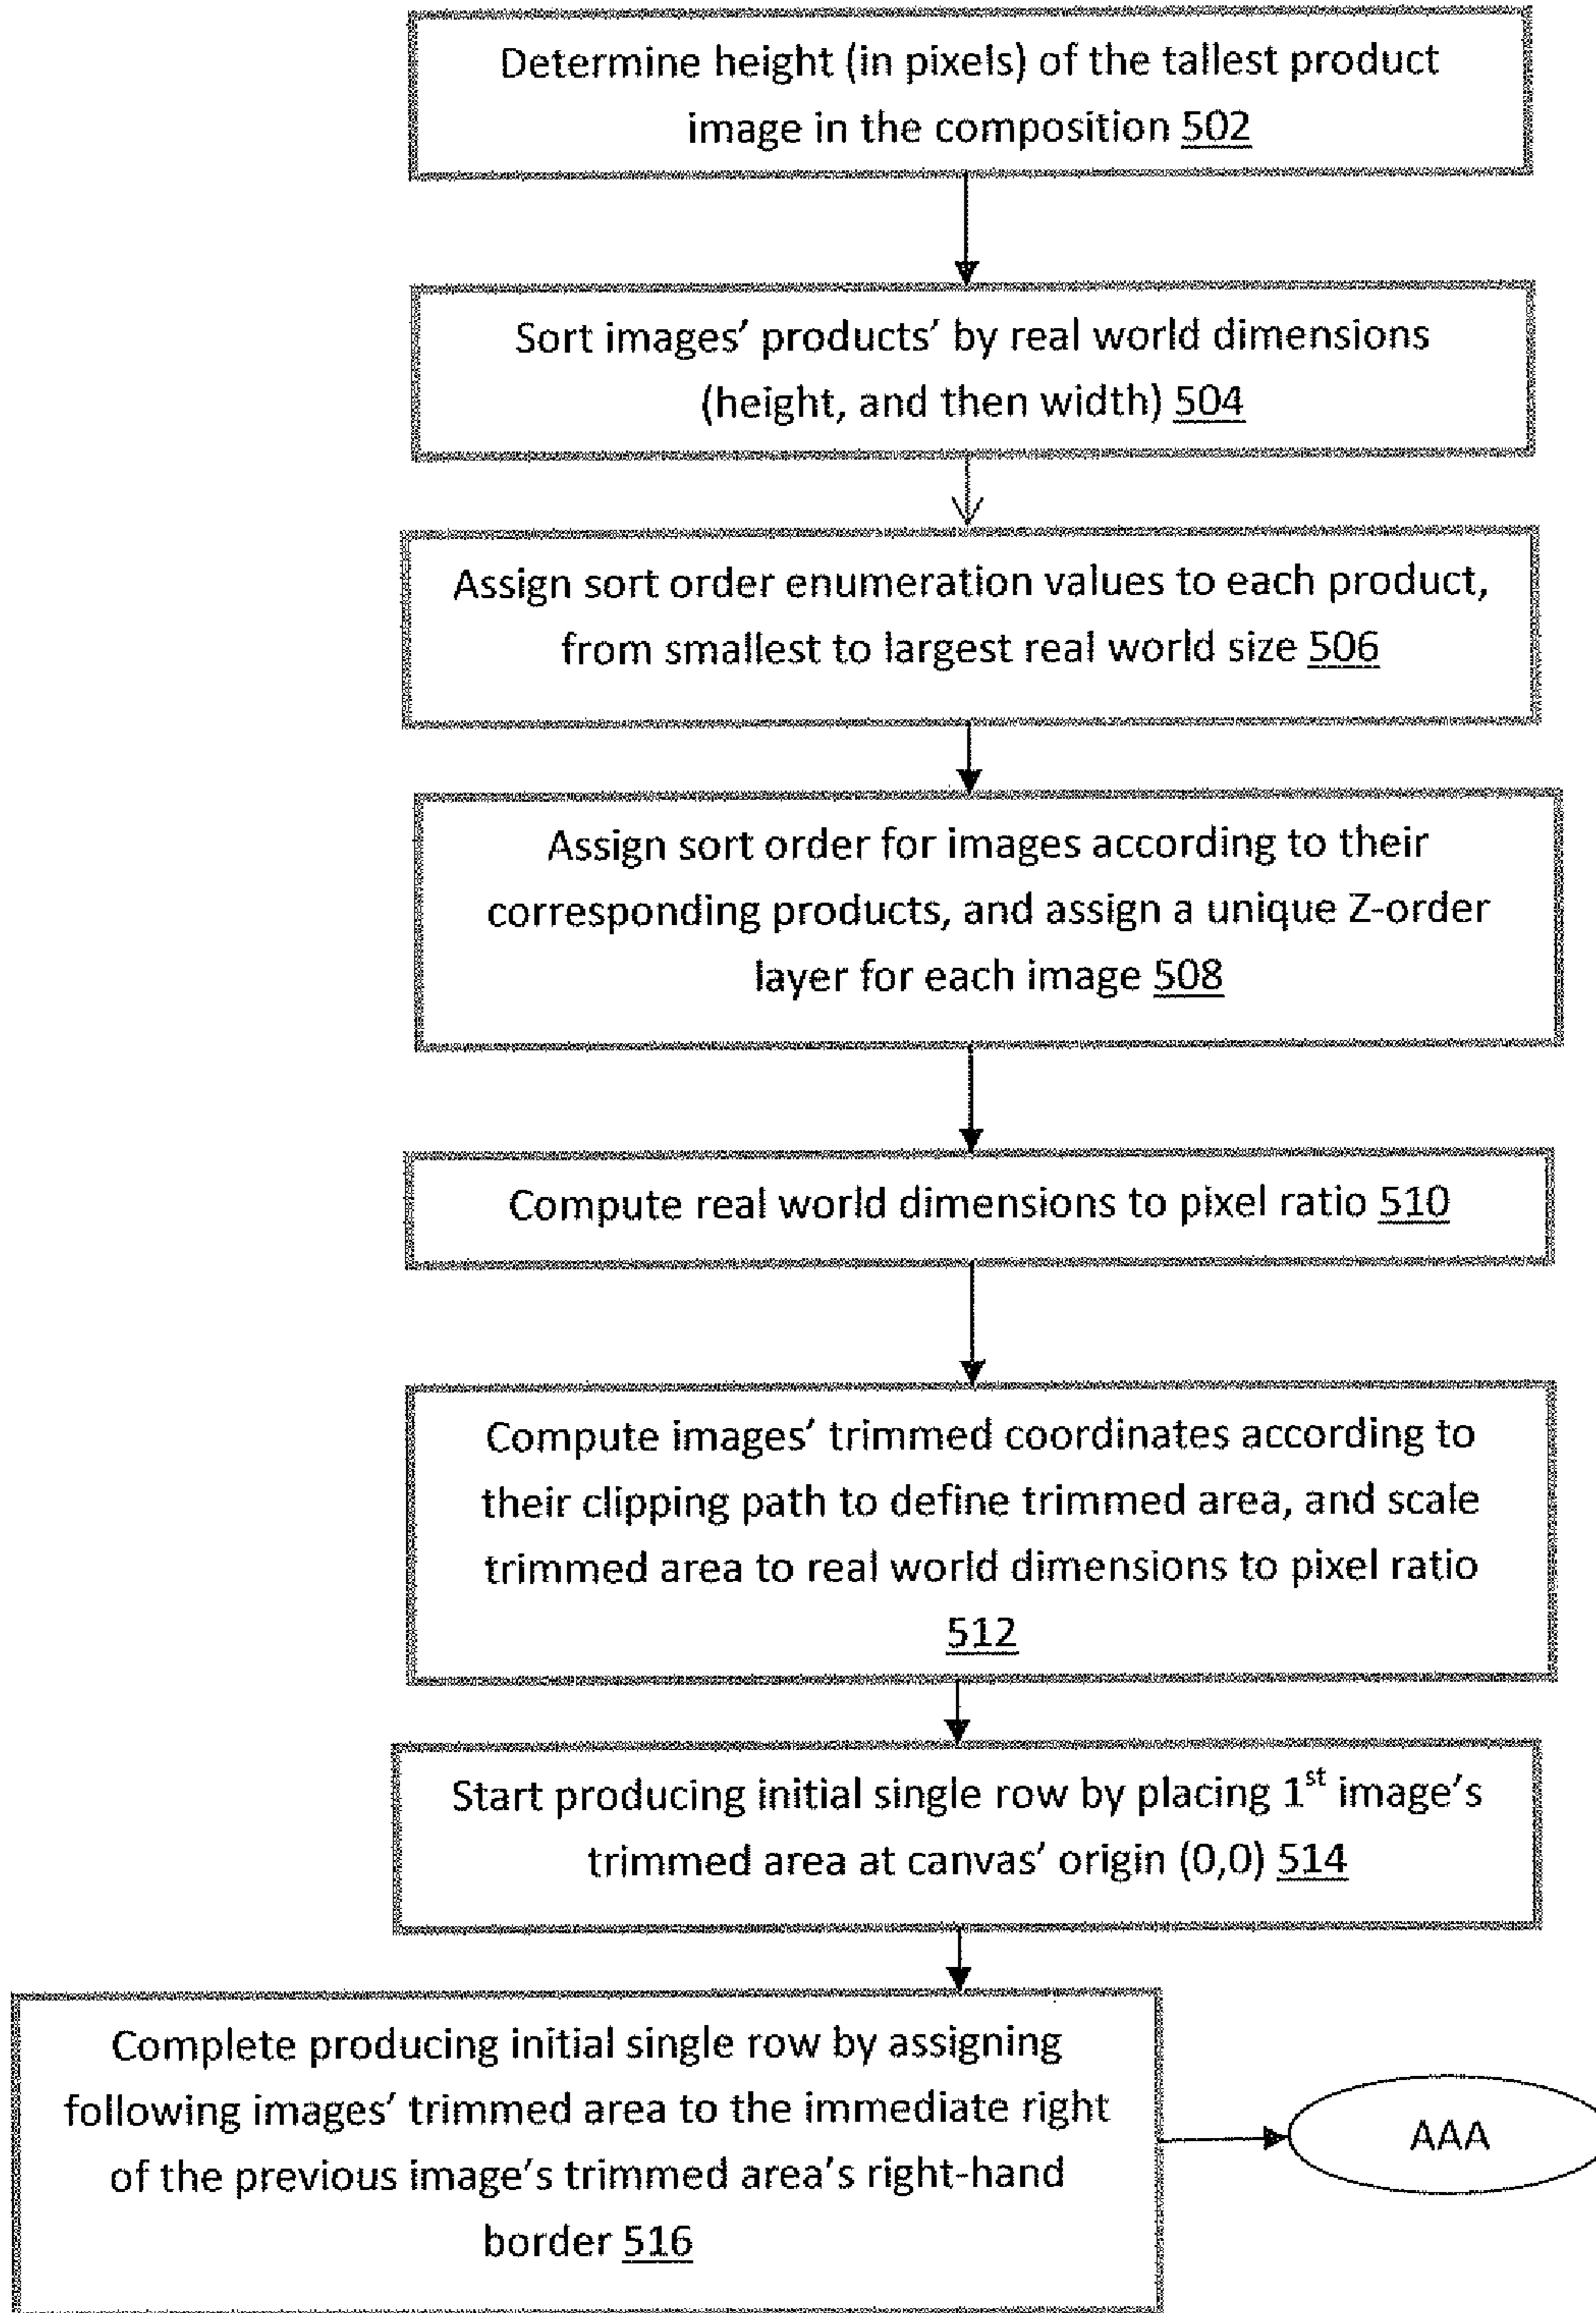 Determine height (in pixels) of the tallest product
image in the composition 502
Sort images' products' by real world dimensions
(height, and then width) 504
Assign sort order enumeration values to each product,
from smallest to largest real world size 506
Assign sort order for images according to their
corresponding products, and assign a unique Z-order
layer for each image 508
Compute real world dimensions to pixel ratio 510
Compute images' trimmed coordinates according to
their clipping path to define trimmed area, and scale
trimmed area to real world dimensions to pixel ratio
512
Start producing initial single row by placing 1st image's
trimmed area at canvas' origin (0,0) 514
Complete producing initial single row by assigning
following images' trimmed area to the immediate right
of the previous image's trimmed area's right-hand
border 516
AAA